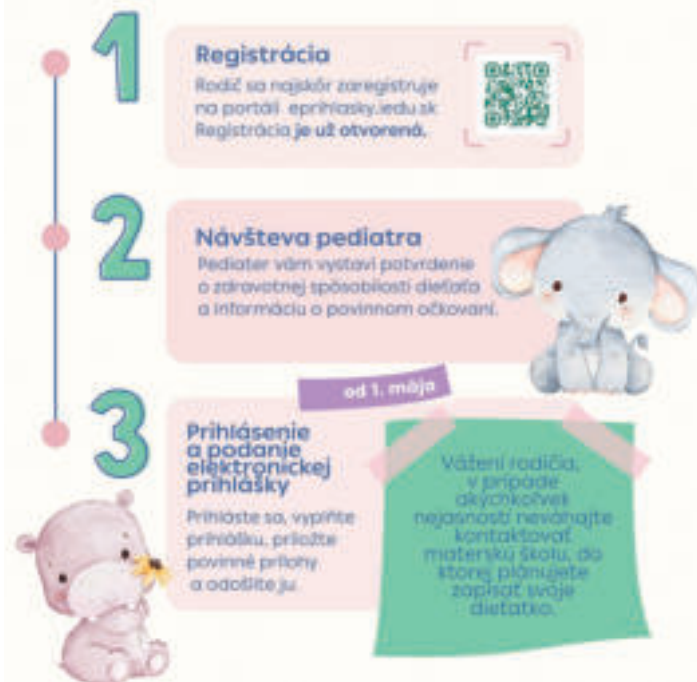 1
Registrácia
Rodič sa najskôr zaregistruje
na portáli eprihlasky.iedu.sk
Registrácia je už otvorená.
2
Návšteva pediatra
Pediater vám vystaví potvrdenie
o zdravotnej spôsobilosti dieťaťa
a informáciu o povinnom očkovaní.
od 1. mája
3
Prihlásenie
a podanie
elektronickej
prihlášky
Prihláste sa, vyplňte
prihlášku, priložte
povinné prílohy
a odošlite ju.
Vážení rodičia,
v prípade
akýchkoľvek
nejasností neváhajte
kontaktovať
materskú školu, do
ktorej plánujete
zapísať svoje
dieťatko.